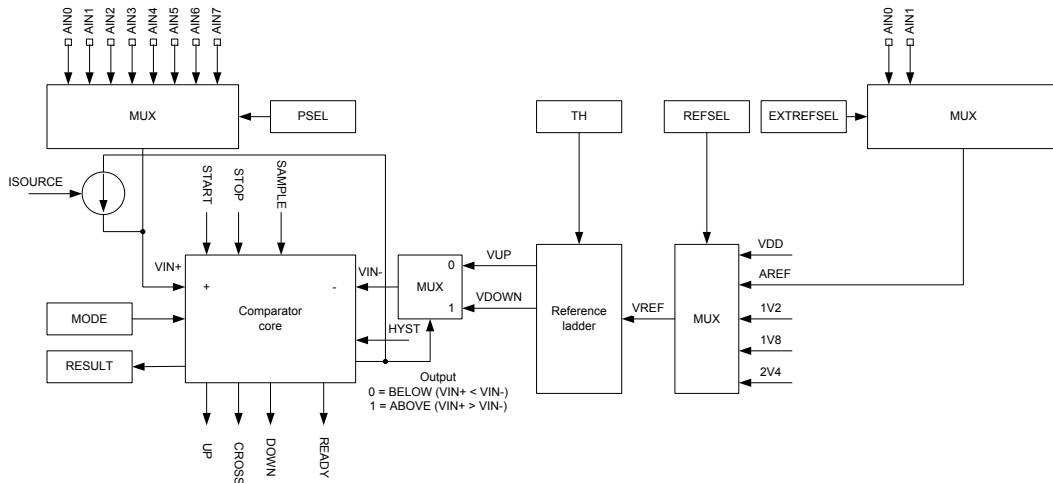 AIN0
AIN1
AIN2
AIN3
AIN4
AIN5
AIN6
AIN7
AIN0
AIN1
MUX
PSEL
TH
REFSEL
EXTREFSEL
MUX
ISOURCE
START
STOP
SAMPLE
VIN+
+
-
VIN-
Comparator
core
MODE
RESULT
HYST
MUX
0
1
VUP
VDOWN
Reference
ladder
VREF
MUX
VDD
AREF
1V2
1V8
2V4
Output
0 = BELOW (VIN+ < VIN-)
1 = ABOVE (VIN+ > VIN-)
UP
CROSS
DOWN
READY